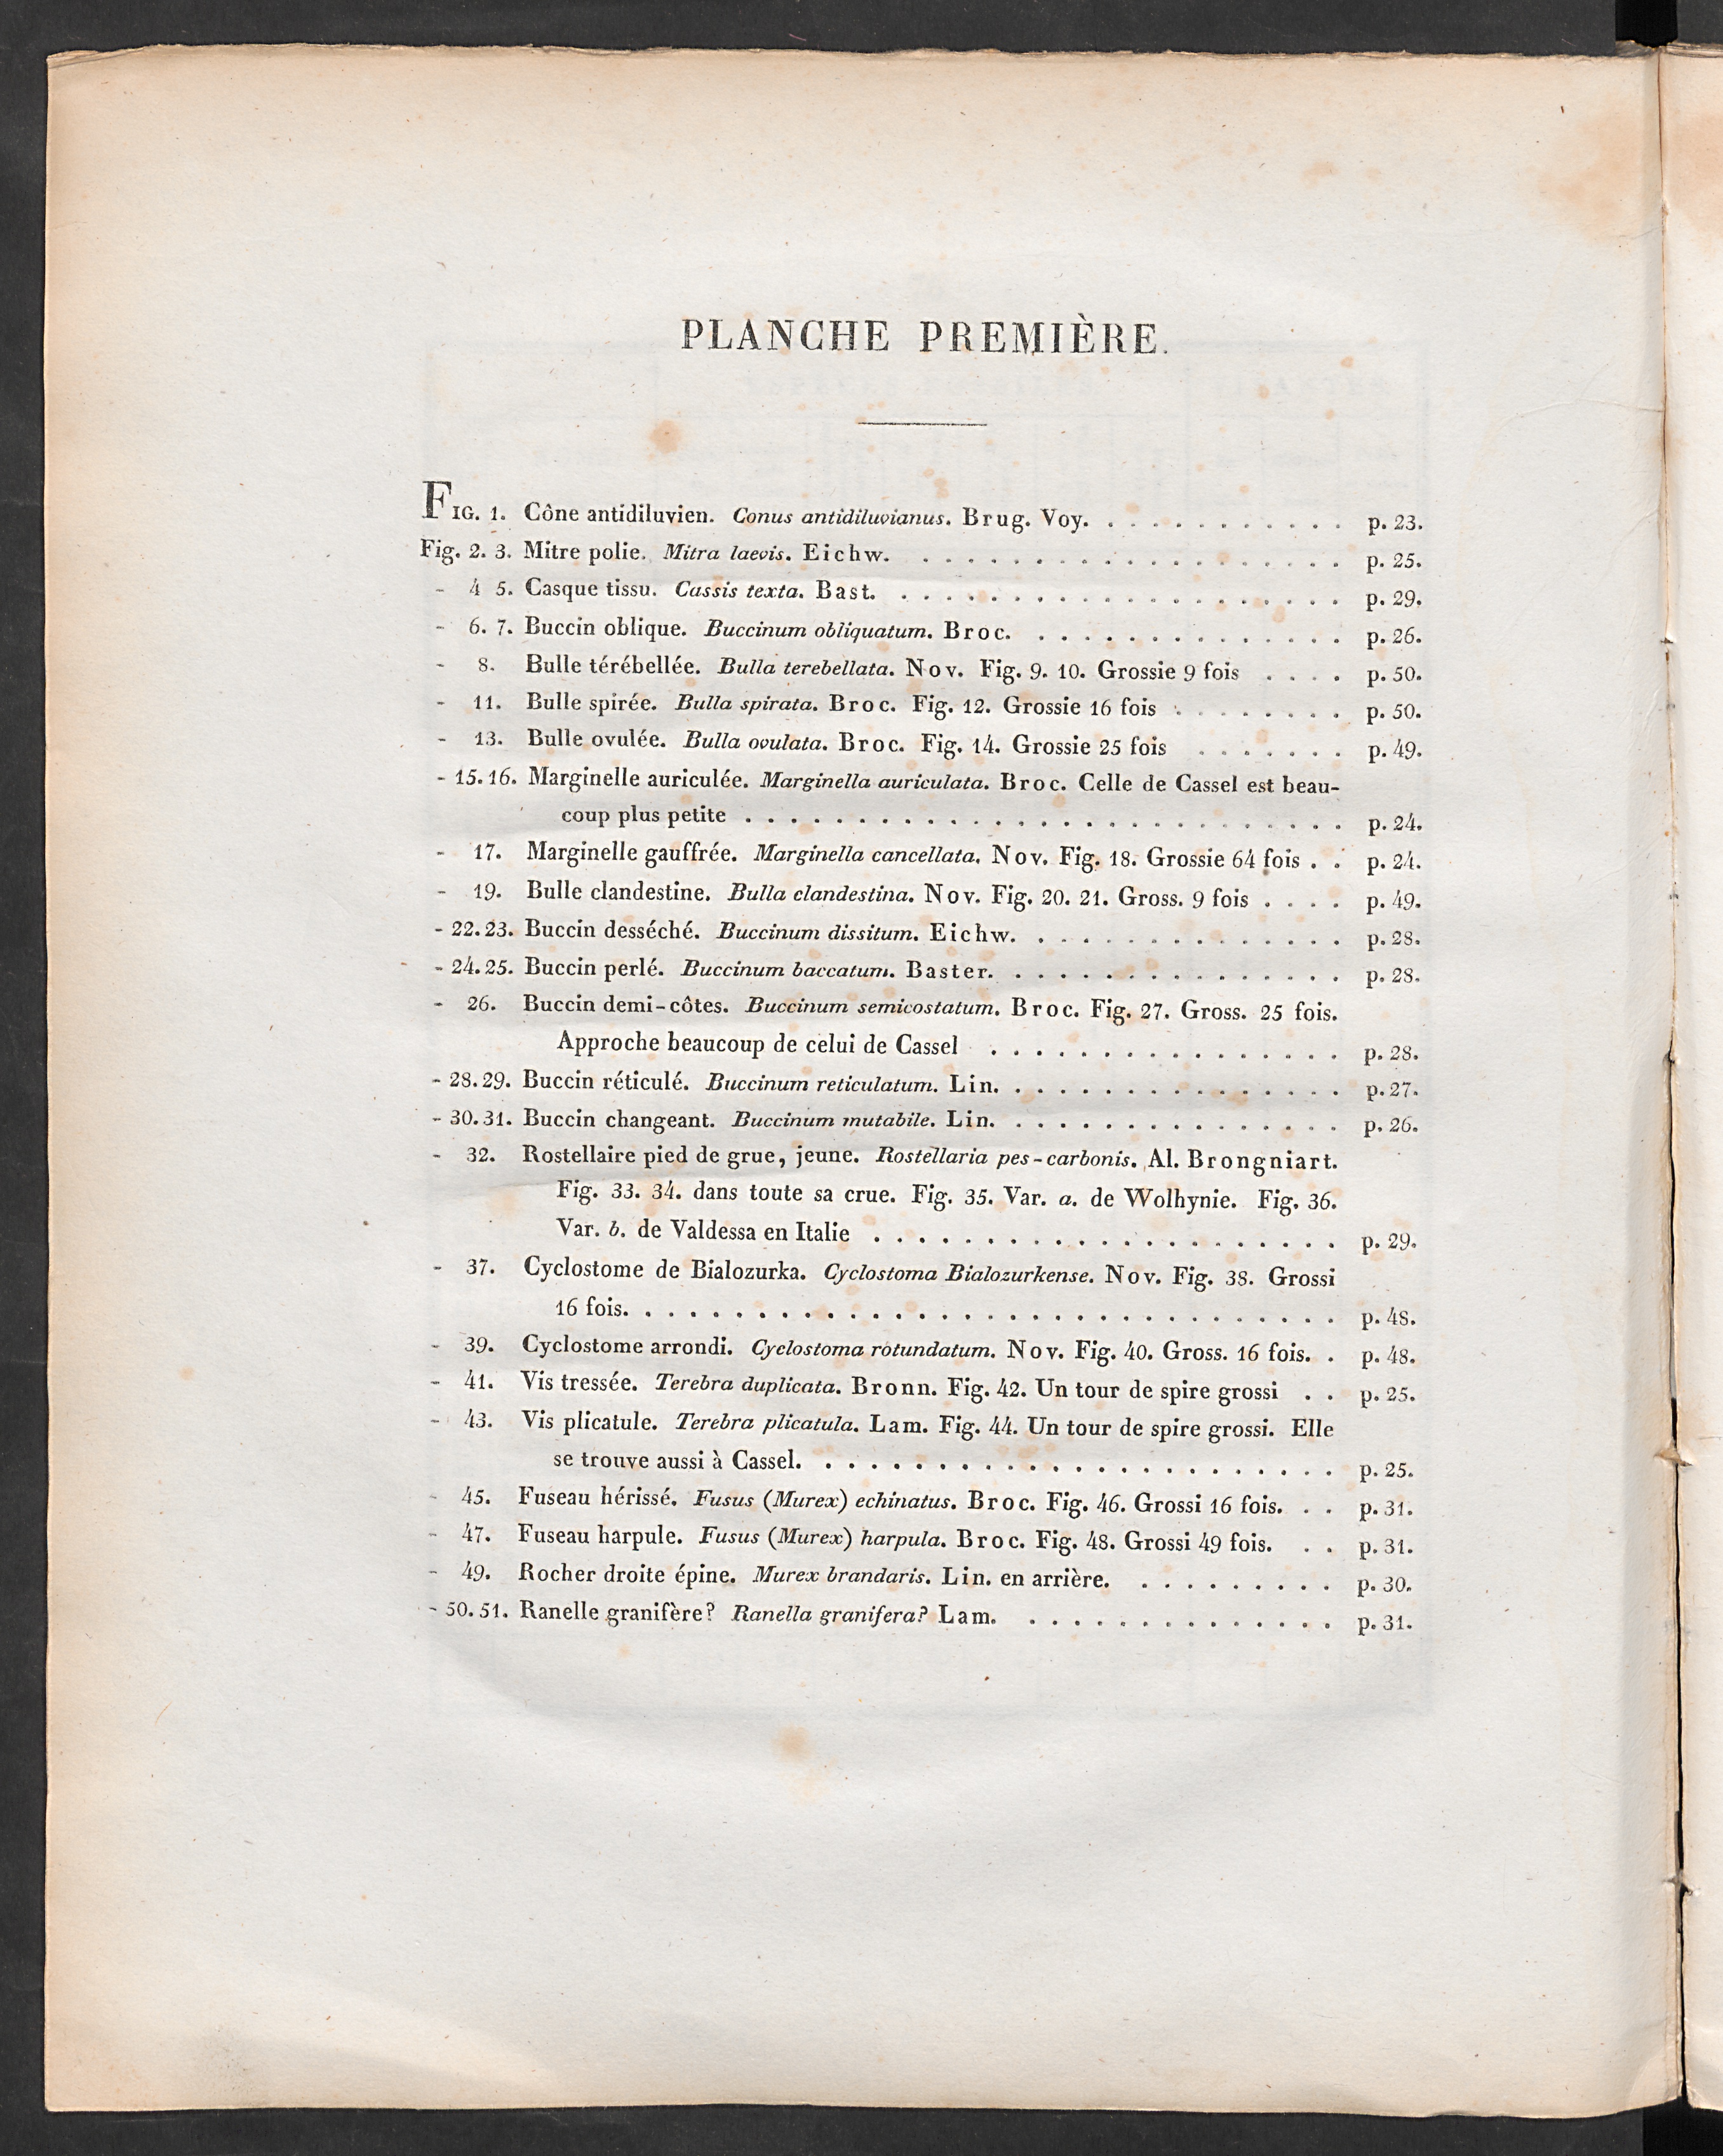 PLANCHE PREMIÈRE.
FIG. 1. Cône antidiluvien. Conus antidiluvianus. Brug. Voy. . . . . . . . . . . . p. 23.
Fig. 2. 3. Mitre polie. Mitra laevis. Eichw. . . . . . . . . . . . . . . . . . . . p. 25.
- 4 5. Casque tissu. Cassis texta. Bast. . . . . . . . . . . . . . . . . . . . . p. 29.
- 6. 7. Buccin oblique. Buccinum obliquatum. Broc. . . . . . . . . . . . . . . p. 26.
- 8. Bulle térébellée. Bulla terebellata. Nov. Fig. 9. 10. Grossie 9 fois . . . . p. 50.
- 11. Bulle spirée. Bulla spirata. Broc. Fig. 12. Grossie 16 fois . . . . . . . . p. 50.
- 13. Bulle ovulée. Bulla ovulata. Broc. Fig. 14. Grossie 25 fois . . . . . . . p. 49.
- 15. 16. Marginelle auriculée. Marginella auriculata. Broc. Celle de Cassel est beau-
coup plus petite . . . . . . . . . . . . . . . . . . . . . . . . . . . p. 24.
- 17. Marginelle gauffrée. Marginella cancellata. Nov. Fig. 18. Grossie 64 fois . . p. 24.
- 19. Bulle clandestine. Bulla clandestina. Nov. Fig. 20. 21. Gross. 9 fois . . . . p. 49.
- 22. 23. Buccin desséché. Buccinum dissitum. Eichw. . . . . . . . . . . . . . . p. 28.
- 24. 25. Buccin perlé. Buccinum baccatum. Baster. . . . . . . . . . . . . . . . p. 28.
- 26. Buccin demi-côtes. Buccinum semicostatum. Broc. Fig. 27. Gross. 25 fois.
Approche beaucoup de celui de Cassel . . . . . . . . . . . . . . . . p. 28.
- 28. 29. Buccin réticulé. Buccinum reticulatum. Lin. . . . . . . . . . . . . . . . p. 27.
- 30. 31. Buccin changeant. Buccinum mutabile. Lin. . . . . . . . . . . . . . . . p. 26.
- 32. Rostellaire pied de grue, jeune. Rostellaria pes-carbonis. Al. Brongniart.
Fig. 33. 34. dans toute sa crue. Fig. 35. Var. a. de Wolhynie. Fig. 36.
Var. b. de Valdessa en Italie . . . . . . . . . . . . . . . . . . . . . p. 29.
- 37. Cyclostome de Bialozurka. Cyclostoma Bialozurkense. Nov. Fig. 38. Grossi
16 fois. . . . . . . . . . . . . . . . . . . . . . . . . . . . . . . . p. 48.
- 39. Cyclostome arrondi. Cyclostoma rotundatum. Nov. Fig. 40. Gross. 16 fois. . p. 48.
- 41. Vis tressée. Terebra duplicata. Bronn. Fig. 42. Un tour de spire grossi . . p. 25.
- 43. Vis plicatule. Terebra plicatula. Lam. Fig. 44. Un tour de spire grossi. Elle
se trouve aussi à Cassel. . . . . . . . . . . . . . . . . . . . . . . . p. 25.
- 45. Fuseau hérissé. Fusus (Murex) echinatus. Broc. Fig. 46. Grossi 16 fois. . . p. 31.
- 47. Fuseau harpule. Fusus (Murex) harpula. Broc. Fig. 48. Grossi 49 fois. . . p. 31.
- 49. Rocher droite épine. Murex brandaris. Lin. en arrière. . . . . . . . . . p. 30.
- 50. 51. Ranelle granifère? Ranella granifera? Lam. . . . . . . . . . . . . . . p. 31.